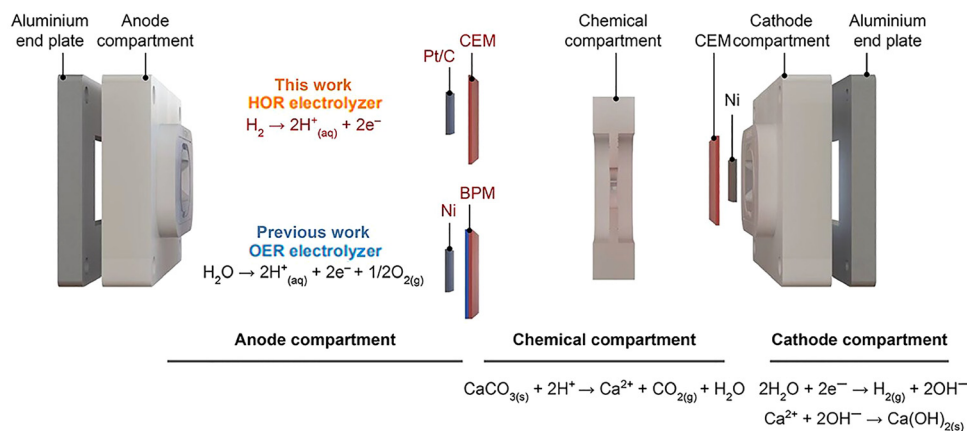 Aluminium
end plate
Anode
compartment
Chemical
compartment
Cathode
compartment
Aluminium
end plate
CEM
Pt/C
CEM
Ni
This work
HOR electrolyzer
H₂ → 2H⁺(aq) + 2e⁻
BPM
Ni
Previous work
OER electrolyzer
H₂O → 2H⁺(aq) + 2e⁻ + 1/2O₂(g)
Anode compartment
Chemical compartment
Cathode compartment
CaCO₃(s) + 2H⁺ → Ca²⁺ + CO₂(g) + H₂O
2H₂O + 2e⁻ → H₂(g) + 2OH⁻
Ca²⁺ + 2OH⁻ → Ca(OH)₂(s)